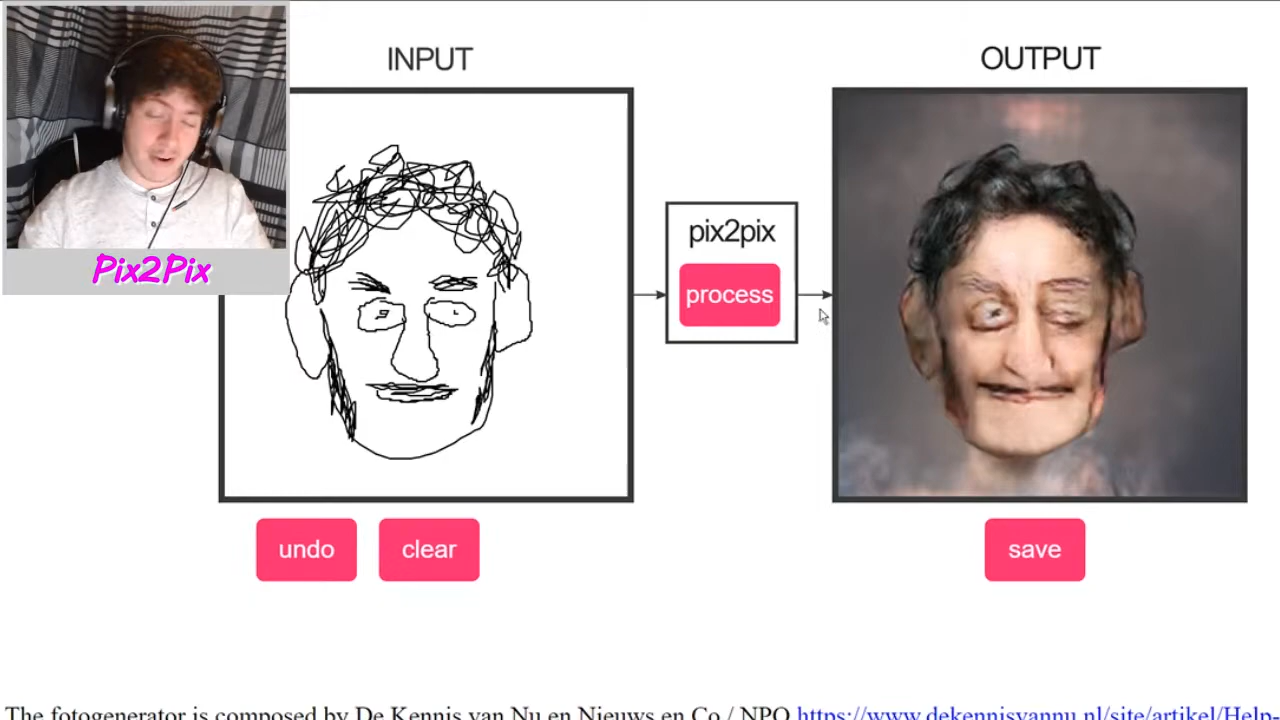 INPUT
OUTPUT
pix2pix
process
Pix2Pix
undo
clear
save
The fotogenerator is composed by De Kennis van Nu en Nieuws en Co / NPO https://www.dekennisvannu.nl/site/artikel/Help-